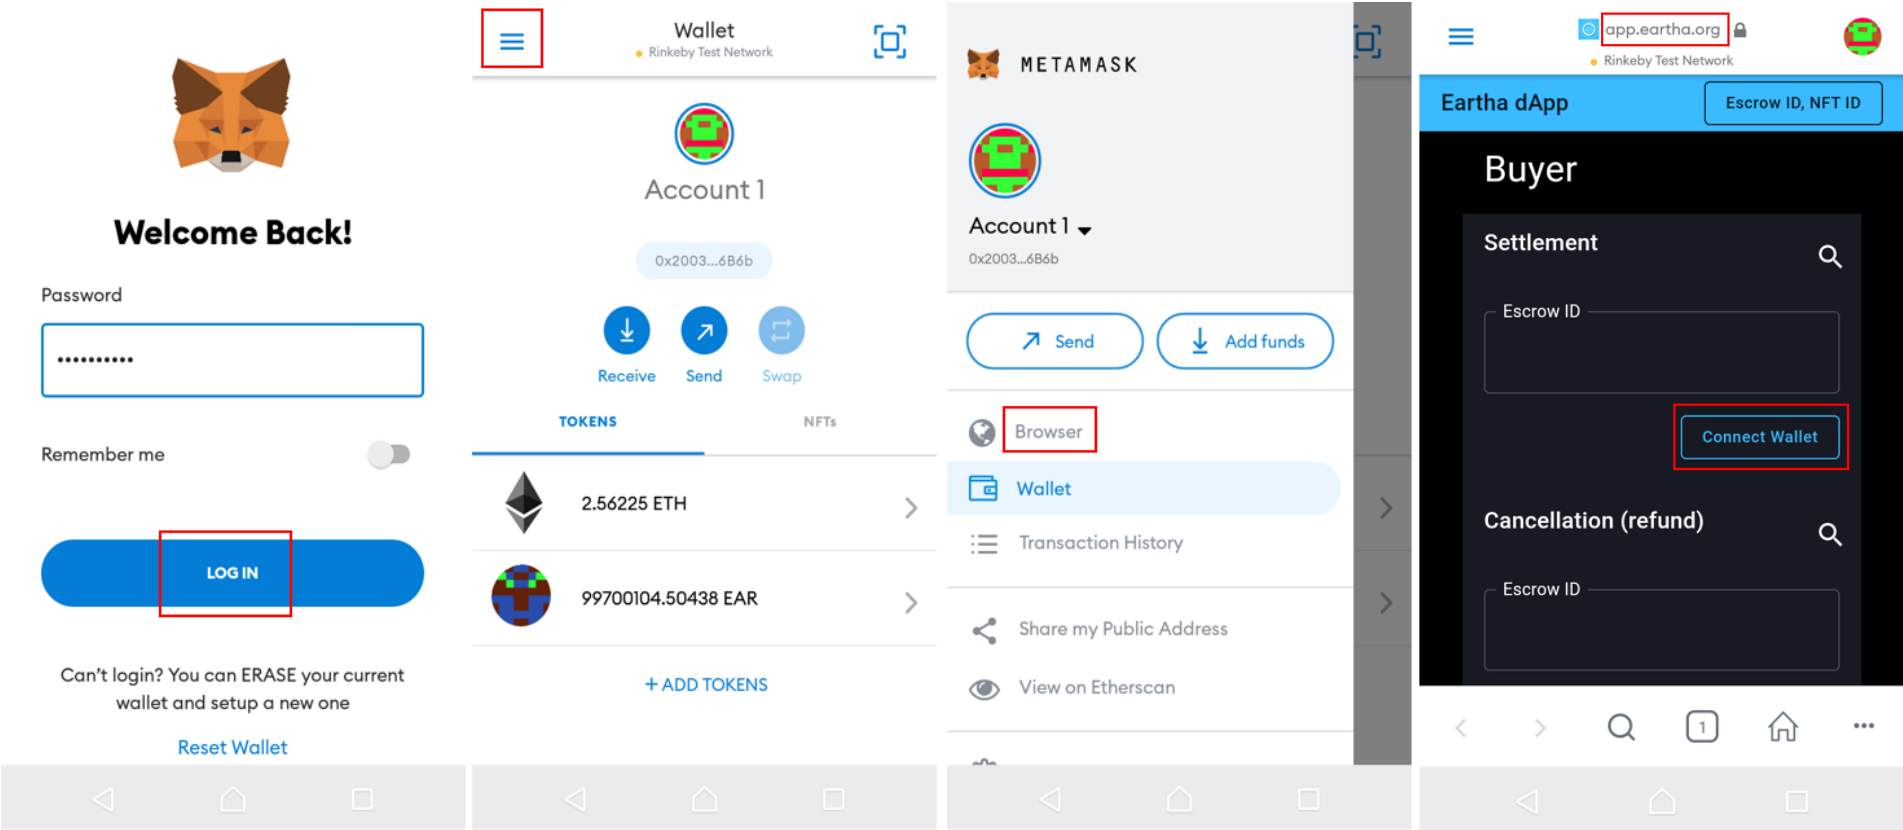 Welcome Back!
Password
••••••••••
Remember me
LOG IN
Can't login? You can ERASE your current
wallet and setup a new one
Reset Wallet
Wallet
Rinkeby Test Network
Account 1
0x2003...6B6b
Receive
Send
Swap
TOKENS
NFTs
2.56225 ETH
99700104.50438 EAR
+ ADD TOKENS
METAMASK
Account 1
0x2003...6B6b
Send
Add funds
Browser
Wallet
Transaction History
Share my Public Address
View on Etherscan
app.eartha.org
Rinkeby Test Network
Eartha dApp
Escrow ID, NFT ID
Buyer
Settlement
Escrow ID
Connect Wallet
Cancellation (refund)
Escrow ID
1